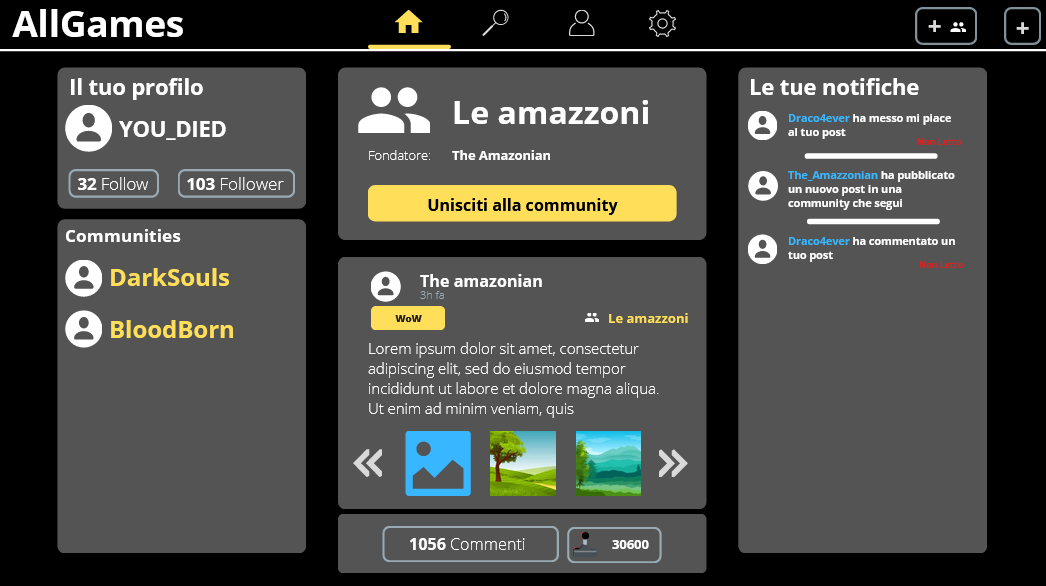 AllGames
Il tuo profilo
YOU_DIED
32 Follow
103 Follower
Communities
DarkSouls
BloodBorn
Le amazzoni
Fondatore: The Amazonian
Unisciti alla community
The amazonian
3h fa
WoW
Le amazzoni
Lorem ipsum dolor sit amet, consectetur
adipiscing elit, sed do eiusmod tempor
incididunt ut labore et dolore magna aliqua.
Ut enim ad minim veniam, quis
1056 Commenti
30600
Le tue notifiche
Draco4ever ha messo mi piace
al tuo post
Non Letto
The_Amazzonian ha pubblicato
un nuovo post in una
community che segui
Draco4ever ha commentato un
tuo post
Non Letto